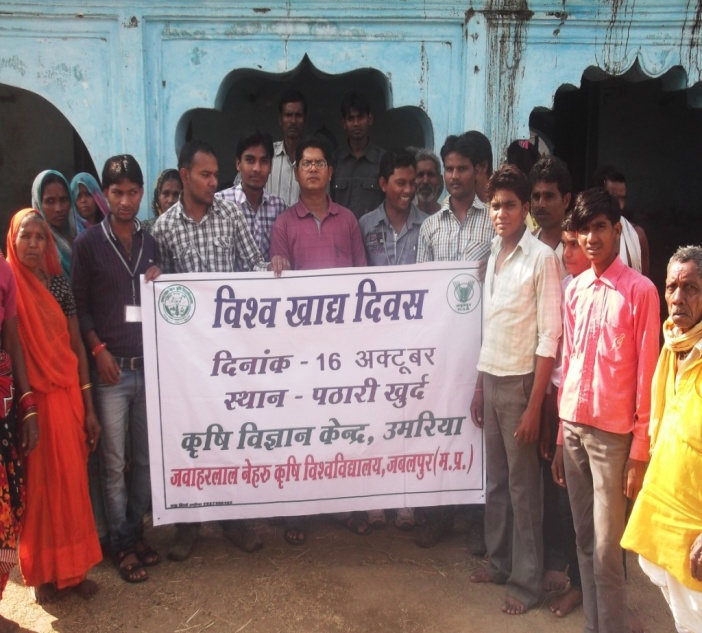 विश्व खाद्य दिवस
दिनांक - 16 अक्टूबर
स्थान - पठारी खुर्द
कृषि विज्ञान केन्द्र, उमरिया
जवाहरलाल नेहरु कृषि विश्वविद्यालय,जबलपुर(म.प्र.)